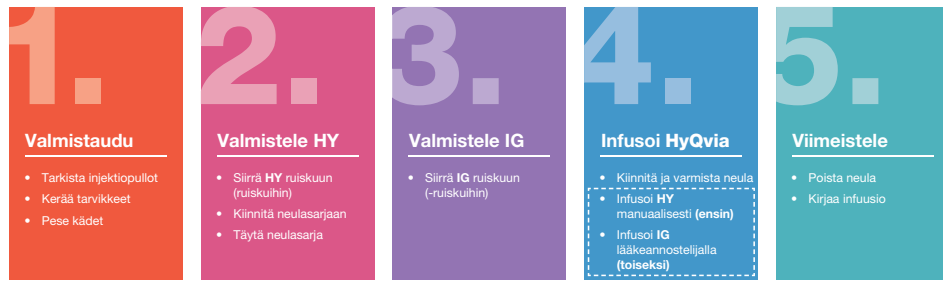 1.
Valmistaudu
• Tarkista injektiopullot
• Kerää tarvikkeet
• Pese kädet
2.
Valmistele HY
• Siirrä HY ruiskuun
(ruiskuihin)
• Kiinnitä neulasarjaan
• Täytä neulasarja
3.
Valmistele IG
• Siirrä IG ruiskuun
(-ruiskuihin)
4.
Infusoi HyQvia
• Kiinnitä ja varmista neula
• Infusoi HY
manuaalisesti (ensin)
• Infusoi IG
lääkeannostelijalla
(toiseksi)
5.
Viimeistele
• Poista neula
• Kirjaa infuusio